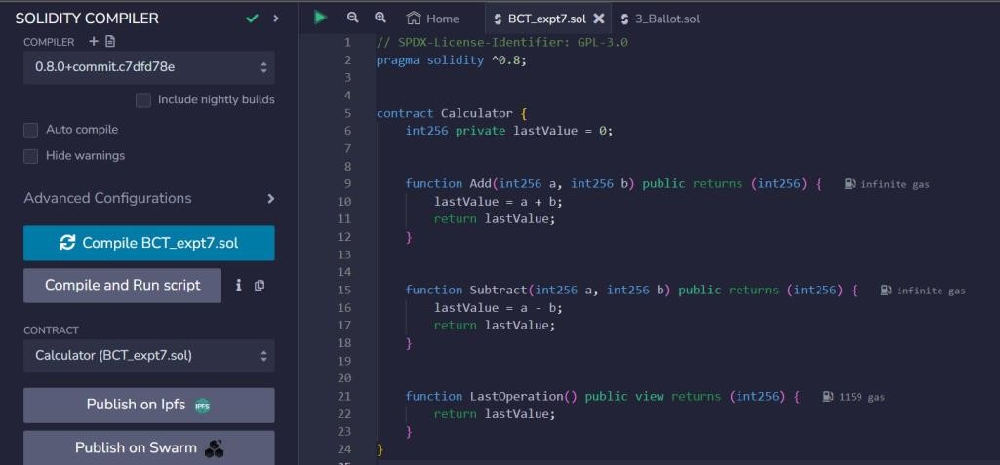 SOLIDITY COMPILER
COMPILER
0.8.0+commit.c7dfd78e
Include nightly builds
Auto compile
Hide warnings
Advanced Configurations
Compile BCT_expt7.sol
Compile and Run script
CONTRACT
Calculator (BCT_expt7.sol)
Publish on Ipfs IPFS
Publish on Swarm
Home BCT_expt7.sol 3_Ballot.sol
1 // SPDX-License-Identifier: GPL-3.0
2 pragma solidity ^0.8;
3
4
5 contract Calculator {
6 int256 private lastValue = 0;
7
8
9 function Add(int256 a, int256 b) public returns (int256) { infinite gas
10 lastValue = a + b;
11 return lastValue;
12 }
13
14
15 function Subtract(int256 a, int256 b) public returns (int256) { infinite gas
16 lastValue = a - b;
17 return lastValue;
18 }
19
20
21 function LastOperation() public view returns (int256) { 1159 gas
22 return lastValue;
23 }
24 }